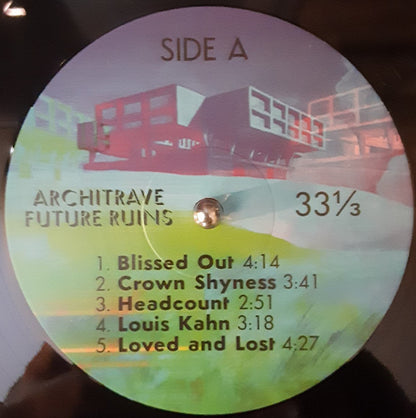 SIDE A
ARCHITRAVE
FUTURE RUINS
33⅓
1. Blissed Out 4:14
2. Crown Shyness 3:41
3. Headcount 2:51
4. Louis Kahn 3:18
5. Loved and Lost 4:27